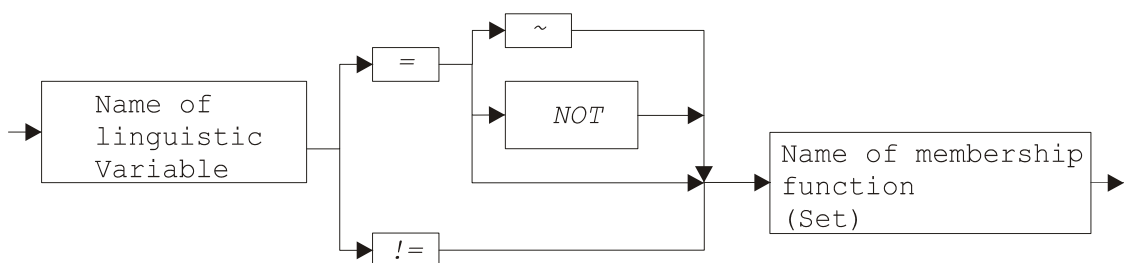 ~
=
Name of
linguistic
Variable
NOT
Name of membership
function
(Set)
!=